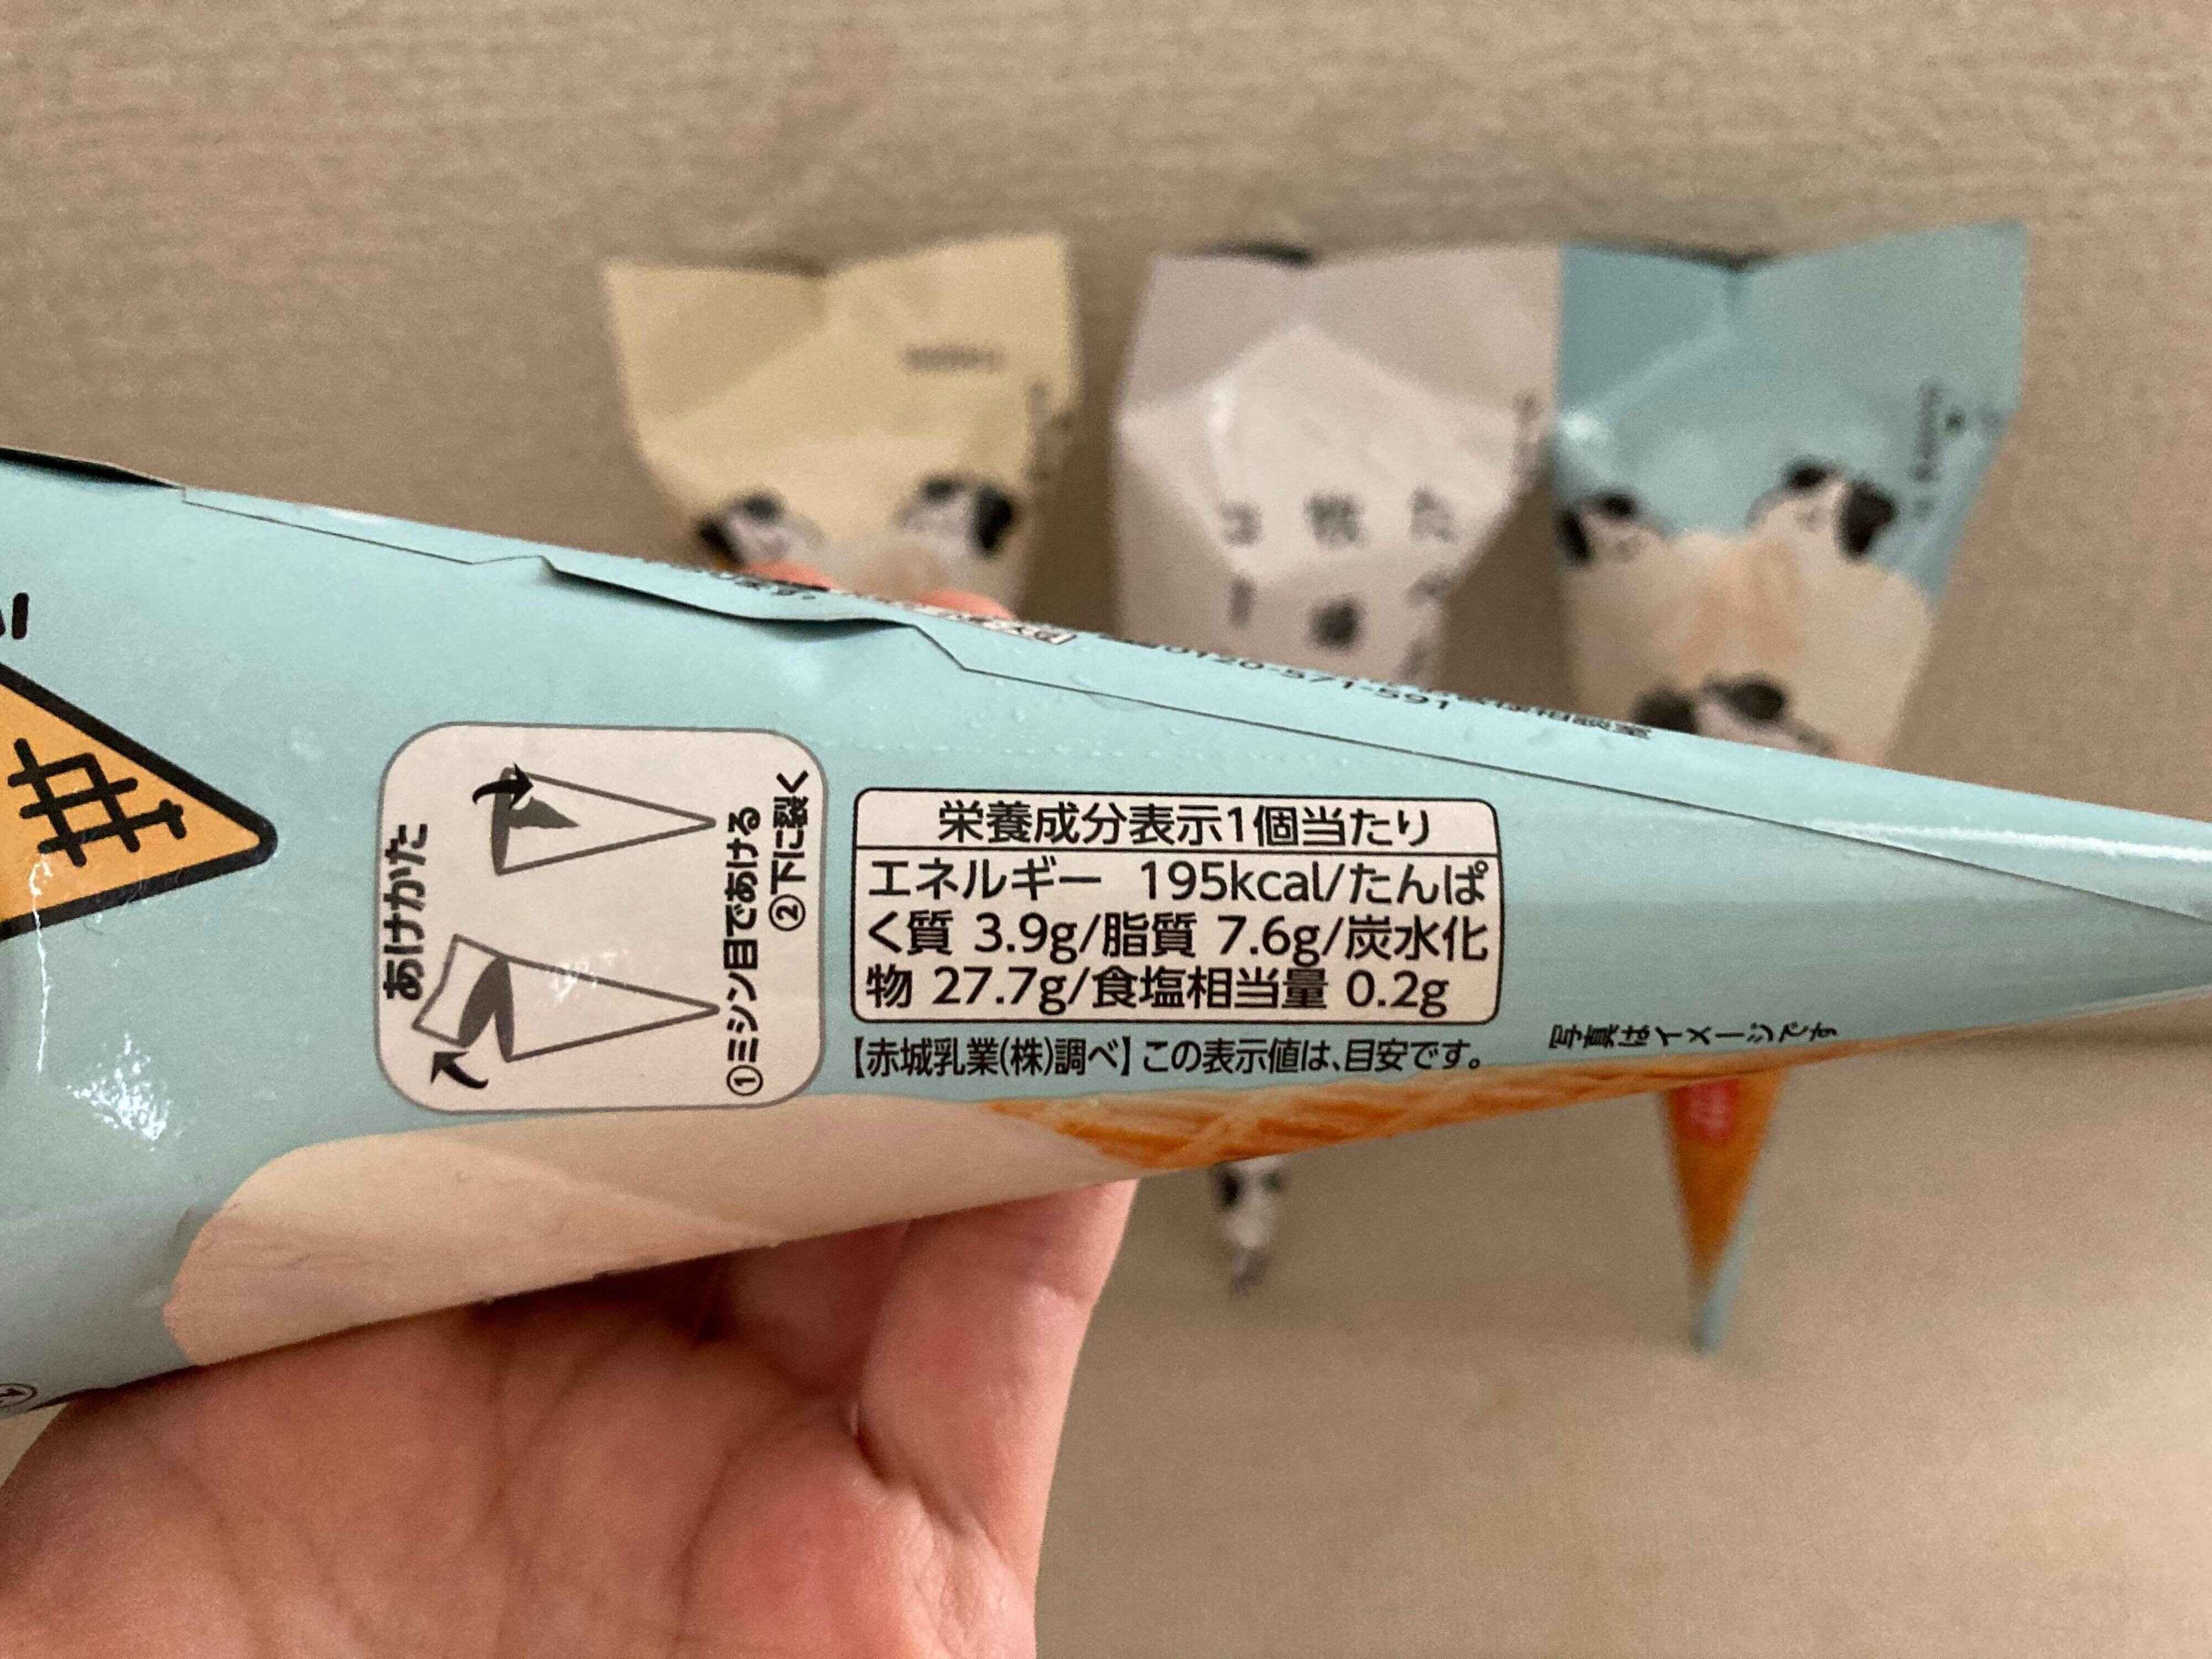 あけかた
①ミシン目であける
②下に裂く
栄養成分表示1個当たり
エネルギー 195kcal/たんぱ
く質 3.9g/脂質 7.6g/炭水化
物 27.7g/食塩相当量 0.2g
【赤城乳業(株)調べ】この表示値は、目安です。
写真はイメージです
0120-571-591